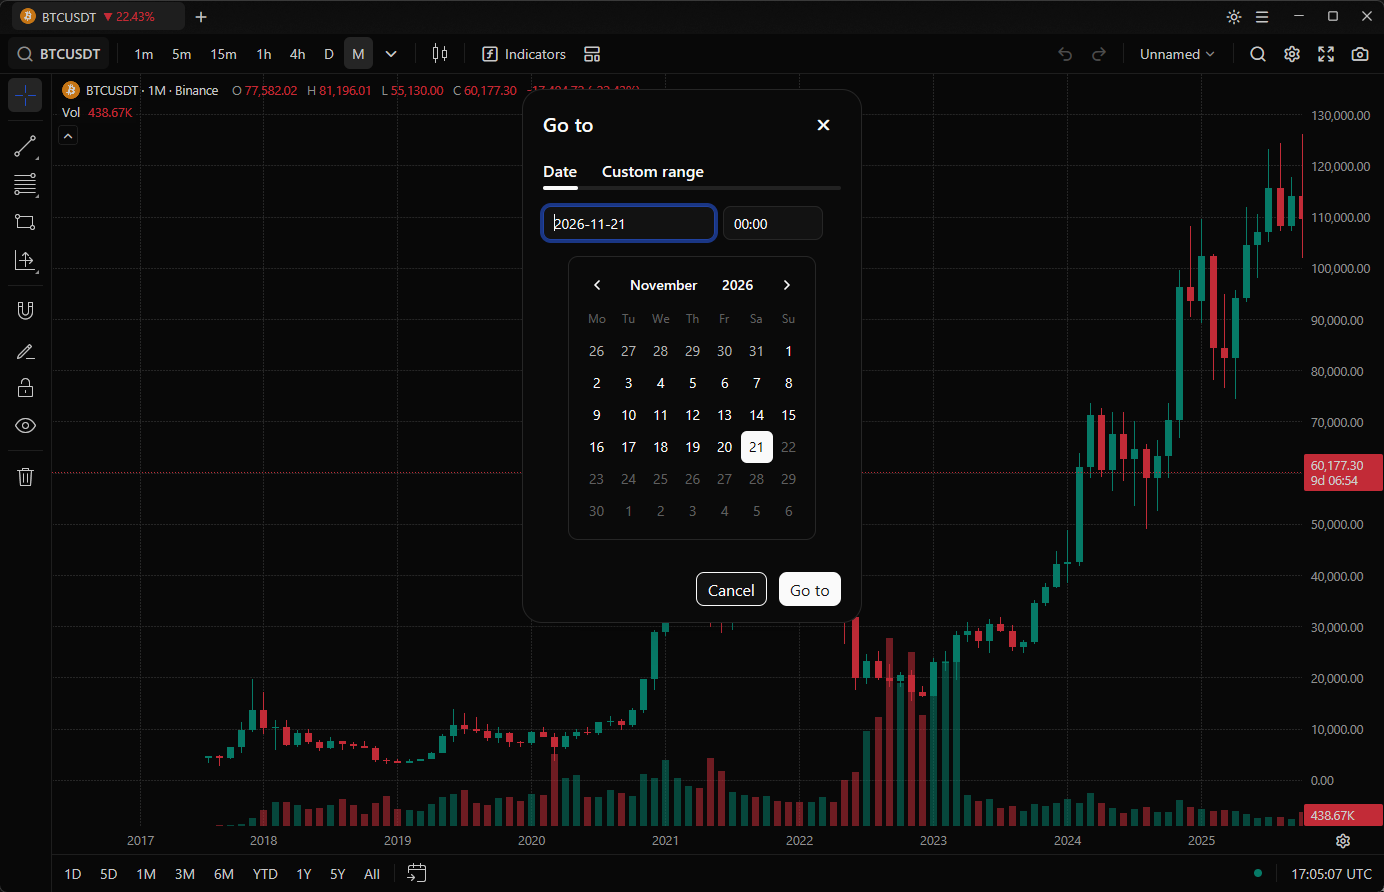 BTCUSDT ▼ 22.43%
BTCUSDT 1m 5m 15m 1h 4h D M Indicators Unnamed
BTCUSDT · 1M · Binance O 77,582.02 H 81,196.01 L 55,130.00 C 60,177.30
Vol 438.67K
Go to
Date Custom range
2026-11-21 00:00
November 2026
Mo Tu We Th Fr Sa Su
26 27 28 29 30 31 1
2 3 4 5 6 7 8
9 10 11 12 13 14 15
16 17 18 19 20 21 22
23 24 25 26 27 28 29
30 1 2 3 4 5 6
Cancel Go to
130,000.00
120,000.00
110,000.00
100,000.00
90,000.00
80,000.00
70,000.00
60,177.30
9d 06:54
50,000.00
40,000.00
30,000.00
20,000.00
10,000.00
0.00
438.67K
2017 2018 2019 2020 2021 2022 2023 2024 2025
1D 5D 1M 3M 6M YTD 1Y 5Y All 17:05:07 UTC